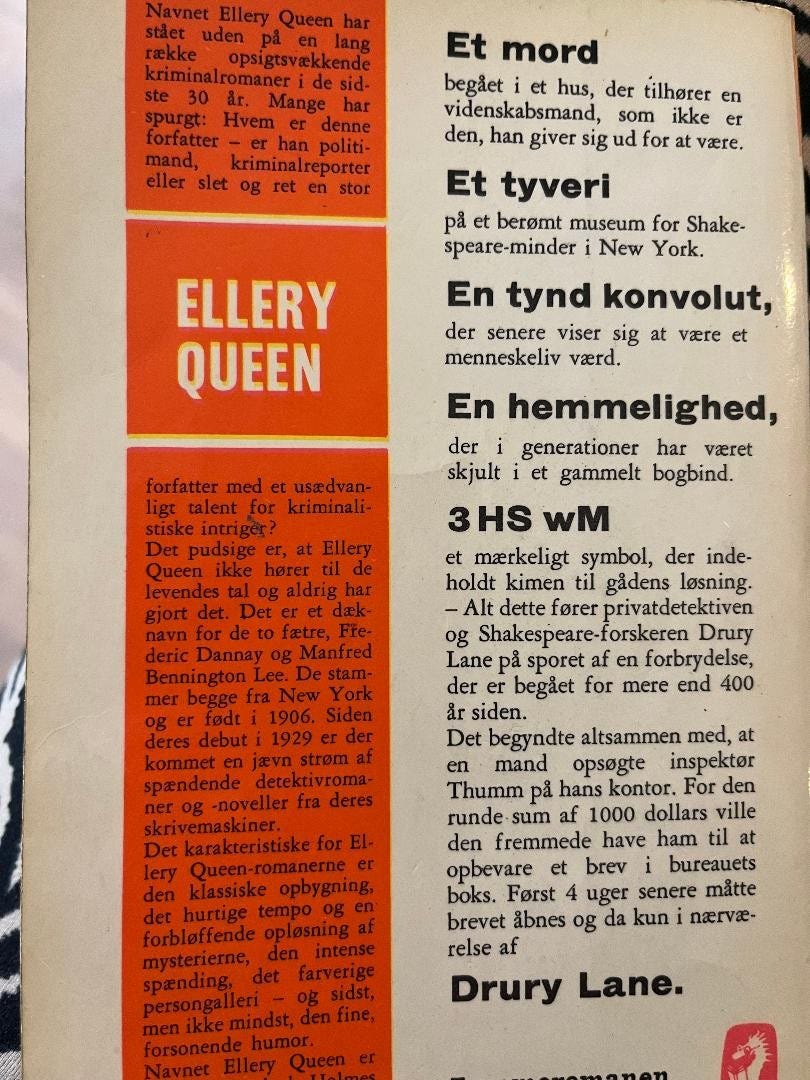 Navnet Ellery Queen har
stået uden på en lang
række opsigtsvækkende
kriminalromaner i de sid-
ste 30 år. Mange har
spurgt: Hvem er denne
forfatter – er han politi-
mand, kriminalreporter
eller slet og ret en stor
ELLERY
QUEEN
forfatter med et usædvan-
ligt talent for kriminali-
stiske intriger?
Det pudsige er, at Ellery
Queen ikke hører til de
levendes tal og aldrig har
gjort det. Det er et dæk-
navn for de to fætre, Fre-
deric Dannay og Manfred
Bennington Lee. De stam-
mer begge fra New York
og er født i 1906. Siden
deres debut i 1929 er der
kommet en jævn strøm af
spændende detektivroma-
ner og -noveller fra deres
skrivemaskiner.
Det karakteristiske for El-
lery Queen-romanerne er
den klassiske opbygning,
det hurtige tempo og en
forbløffende opløsning af
mysterierne, den intense
spænding, det farverige
persongalleri – og sidst,
men ikke mindst, den fine,
forsonende humor.
Navnet Ellery Queen er
Holmes
Et mord
begået i et hus, der tilhører en
videnskabsmand, som ikke er
den, han giver sig ud for at være.
Et tyveri
på et berømt museum for Shake-
speare-minder i New York.
En tynd konvolut,
der senere viser sig at være et
menneskeliv værd.
En hemmelighed,
der i generationer har været
skjult i et gammelt bogbind.
3 HS wM
et mærkeligt symbol, der inde-
holdt kimen til gådens løsning.
– Alt dette fører privatdetektiven
og Shakespeare-forskeren Drury
Lane på sporet af en forbrydelse,
der er begået for mere end 400
år siden.
Det begyndte altsammen med, at
en mand opsøgte inspektør
Thumm på hans kontor. For den
runde sum af 1000 dollars ville
den fremmede have ham til at
opbevare et brev i bureauets
boks. Først 4 uger senere måtte
brevet åbnes og da kun i nærvæ-
relse af
Drury Lane.